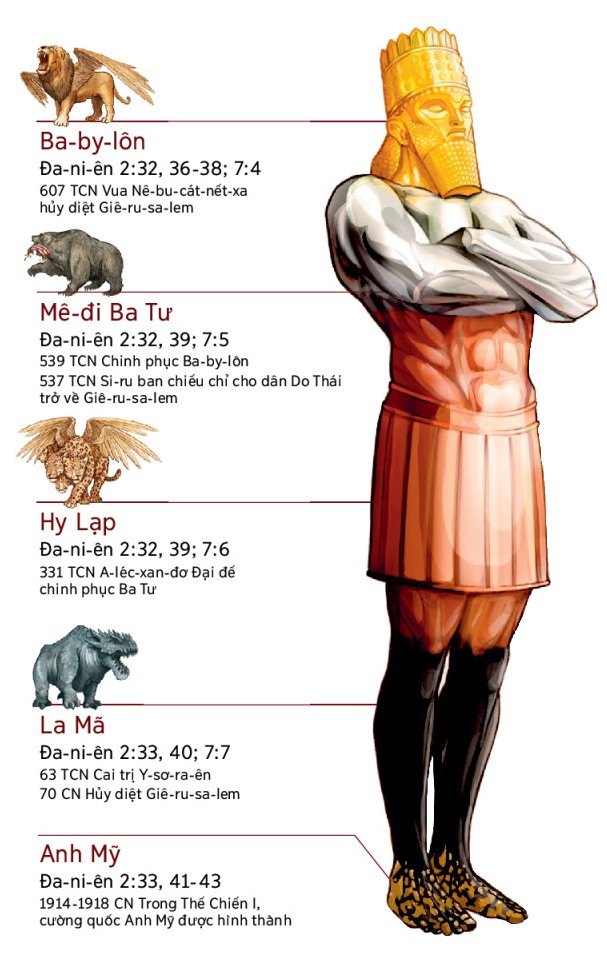 Ba-by-lôn
Đa-ni-ên 2:32, 36-38; 7:4
607 TCN Vua Nê-bu-cát-nết-xa
hủy diệt Giê-ru-sa-lem
Mê-đi Ba Tư
Đa-ni-ên 2:32, 39; 7:5
539 TCN Chinh phục Ba-by-lôn
537 TCN Si-ru ban chiếu chỉ cho dân Do Thái
trở về Giê-ru-sa-lem
Hy Lạp
Đa-ni-ên 2:32, 39; 7:6
331 TCN A-léc-xan-đơ Đại đế
chinh phục Ba Tư
La Mã
Đa-ni-ên 2:33, 40; 7:7
63 TCN Cai trị Y-sơ-ra-ên
70 CN Hủy diệt Giê-ru-sa-lem
Anh Mỹ
Đa-ni-ên 2:33, 41-43
1914-1918 CN Trong Thế Chiến I,
cường quốc Anh Mỹ được hình thành